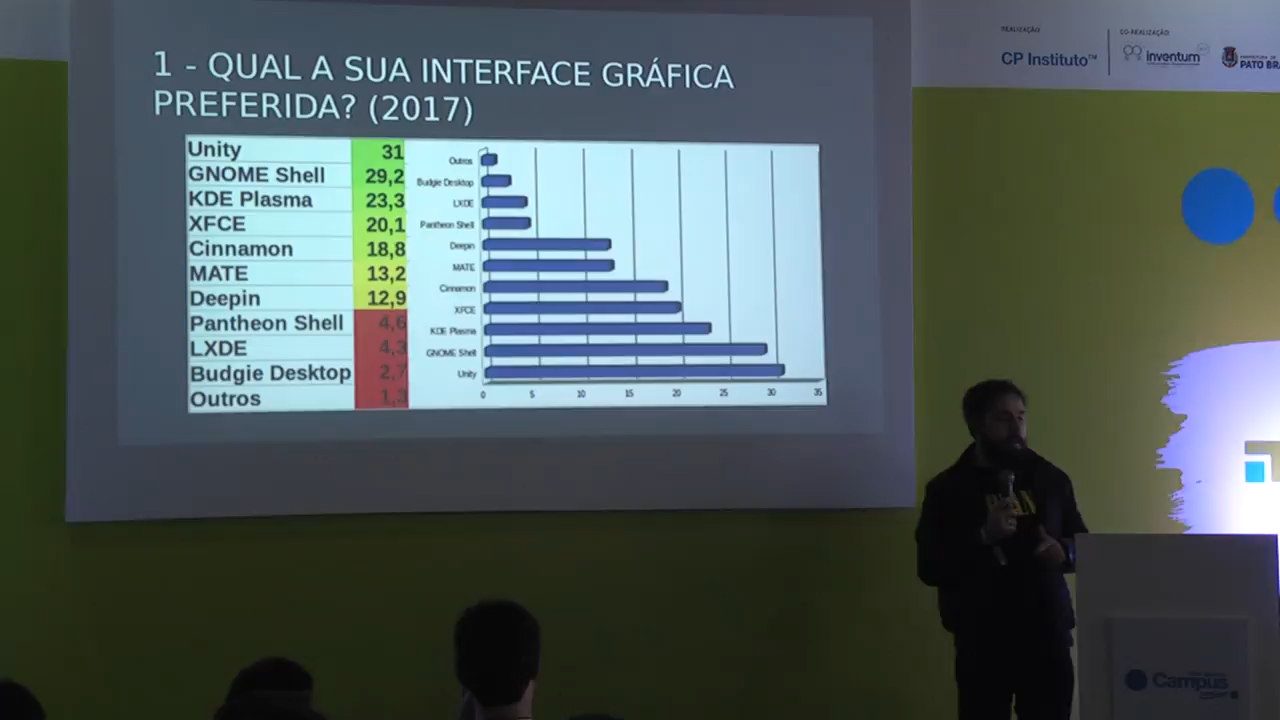 REALIZAÇÃO:
CO-REALIZAÇÃO:
CP Instituto™
inventum
PATO BRA
1 - QUAL A SUA INTERFACE GRÁFICA
PREFERIDA? (2017)
Unity 31
GNOME Shell 29,2
KDE Plasma 23,3
XFCE 20,1
Cinnamon 18,8
MATE 13,2
Deepin 12,9
Pantheon Shell 4,6
LXDE 4,3
Budgie Desktop 2,7
Outros 1,3
Outros
Budgie Desktop
LXDE
Pantheon Shell
Deepin
MATE
Cinnamon
XFCE
KDE Plasma
GNOME Shell
Unity
0 5 10 15 20 25 30 35
Campus